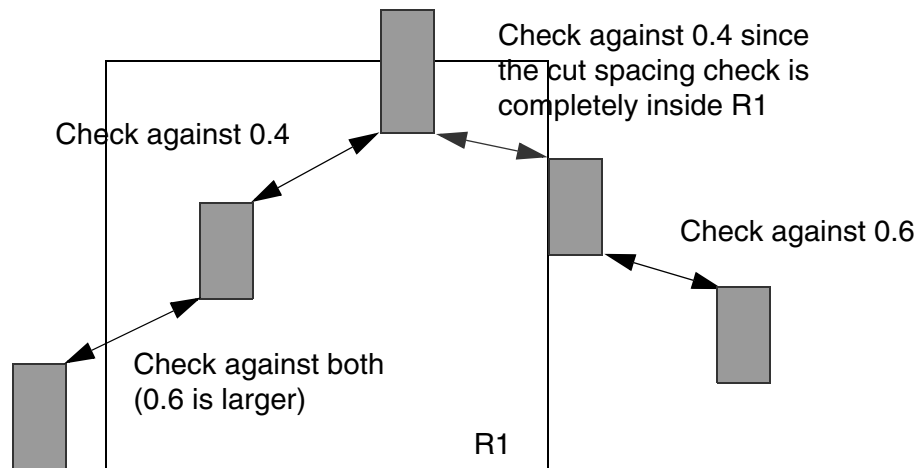 Check against 0.4 since
the cut spacing check is
completely inside R1
Check against 0.4
Check against 0.6
Check against both
(0.6 is larger)
R1